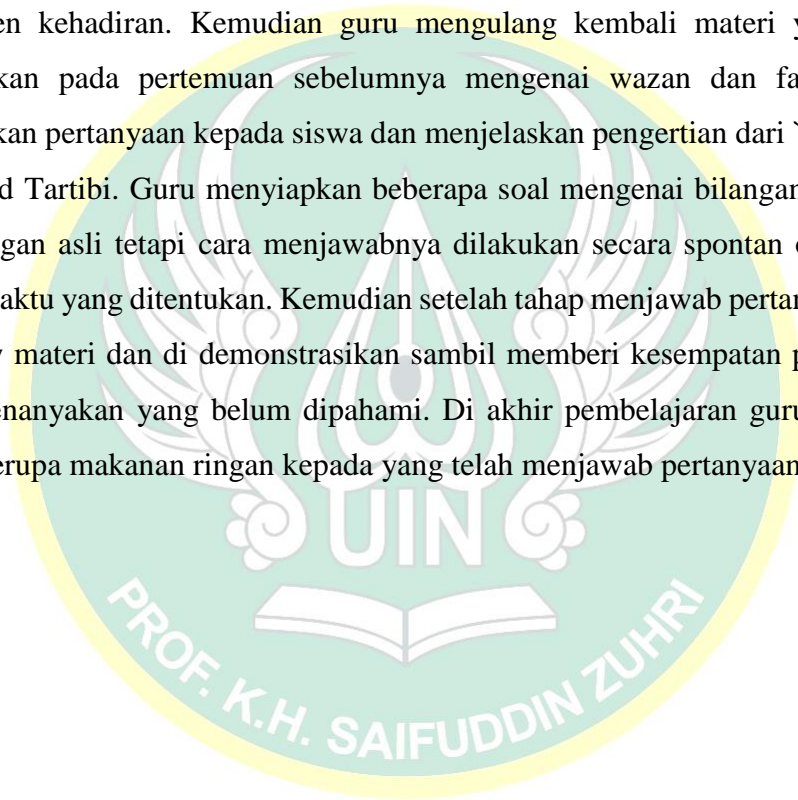 en kehadiran. Kemudian guru mengulang kembali materi y
kan pada pertemuan sebelumnya mengenai wazan dan fa
kan pertanyaan kepada siswa dan menjelaskan pengertian dari `
d Tartibi. Guru menyiapkan beberapa soal mengenai bilangan
gan asli tetapi cara menjawabnya dilakukan secara spontan
aktu yang ditentukan. Kemudian setelah tahap menjawab pertan
materi dan di demonstrasikan sambil memberi kesempatan p
enanyakan yang belum dipahami. Di akhir pembelajaran guru
erupa makanan ringan kepada yang telah menjawab pertanyaan
UIN
PROF. K.H. SAIFUDDIN ZUHRI